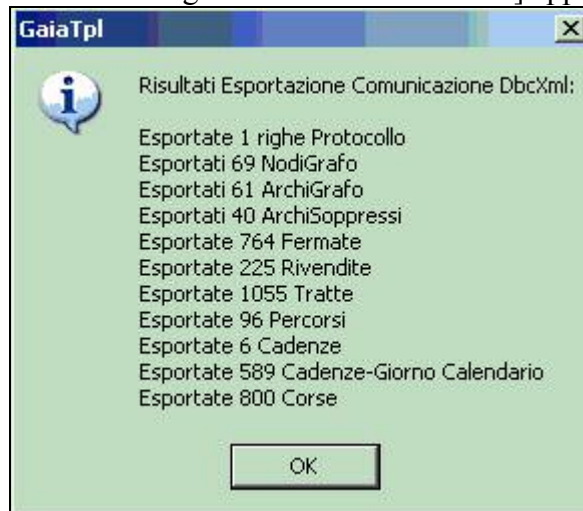 GaiaTpl
Risultati Esportazione Comunicazione DbcXml:
Esportate 1 righe Protocollo
Esportati 69 NodiGrafo
Esportati 61 ArchiGrafo
Esportati 40 ArchiSoppressi
Esportate 764 Fermate
Esportate 225 Rivendite
Esportate 1055 Tratte
Esportate 96 Percorsi
Esportate 6 Cadenze
Esportate 589 Cadenze-Giorno Calendario
Esportate 800 Corse
OK